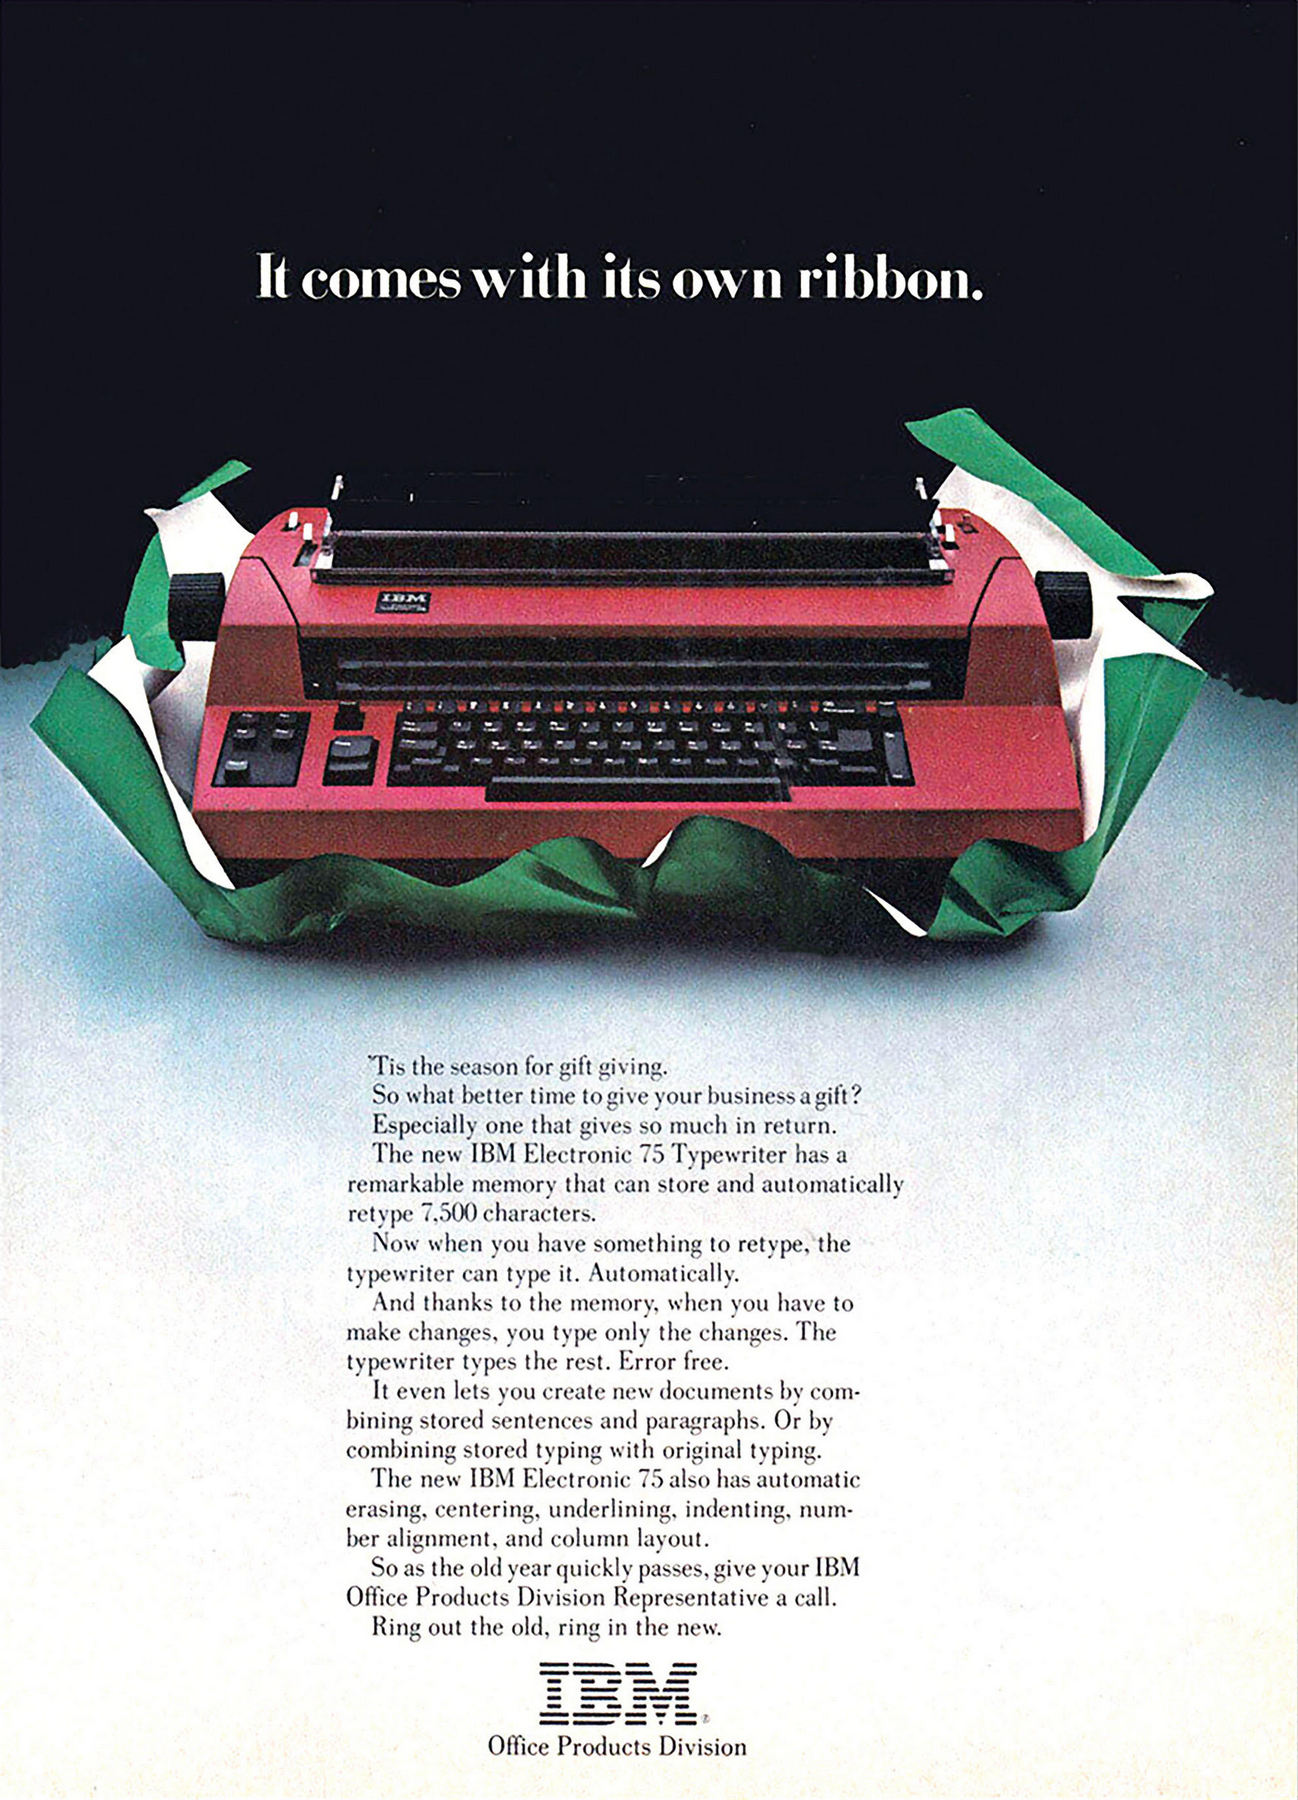 It comes with its own ribbon.
IBM
'Tis the season for gift giving.
So what better time to give your business a gift?
Especially one that gives so much in return.
The new IBM Electronic 75 Typewriter has a
remarkable memory that can store and automatically
retype 7,500 characters.
Now when you have something to retype, the
typewriter can type it. Automatically.
And thanks to the memory, when you have to
make changes, you type only the changes. The
typewriter types the rest. Error free.
It even lets you create new documents by com-
bining stored sentences and paragraphs. Or by
combining stored typing with original typing.
The new IBM Electronic 75 also has automatic
erasing, centering, underlining, indenting, num-
ber alignment, and column layout.
So as the old year quickly passes, give your IBM
Office Products Division Representative a call.
Ring out the old, ring in the new.
IBM®
Office Products Division